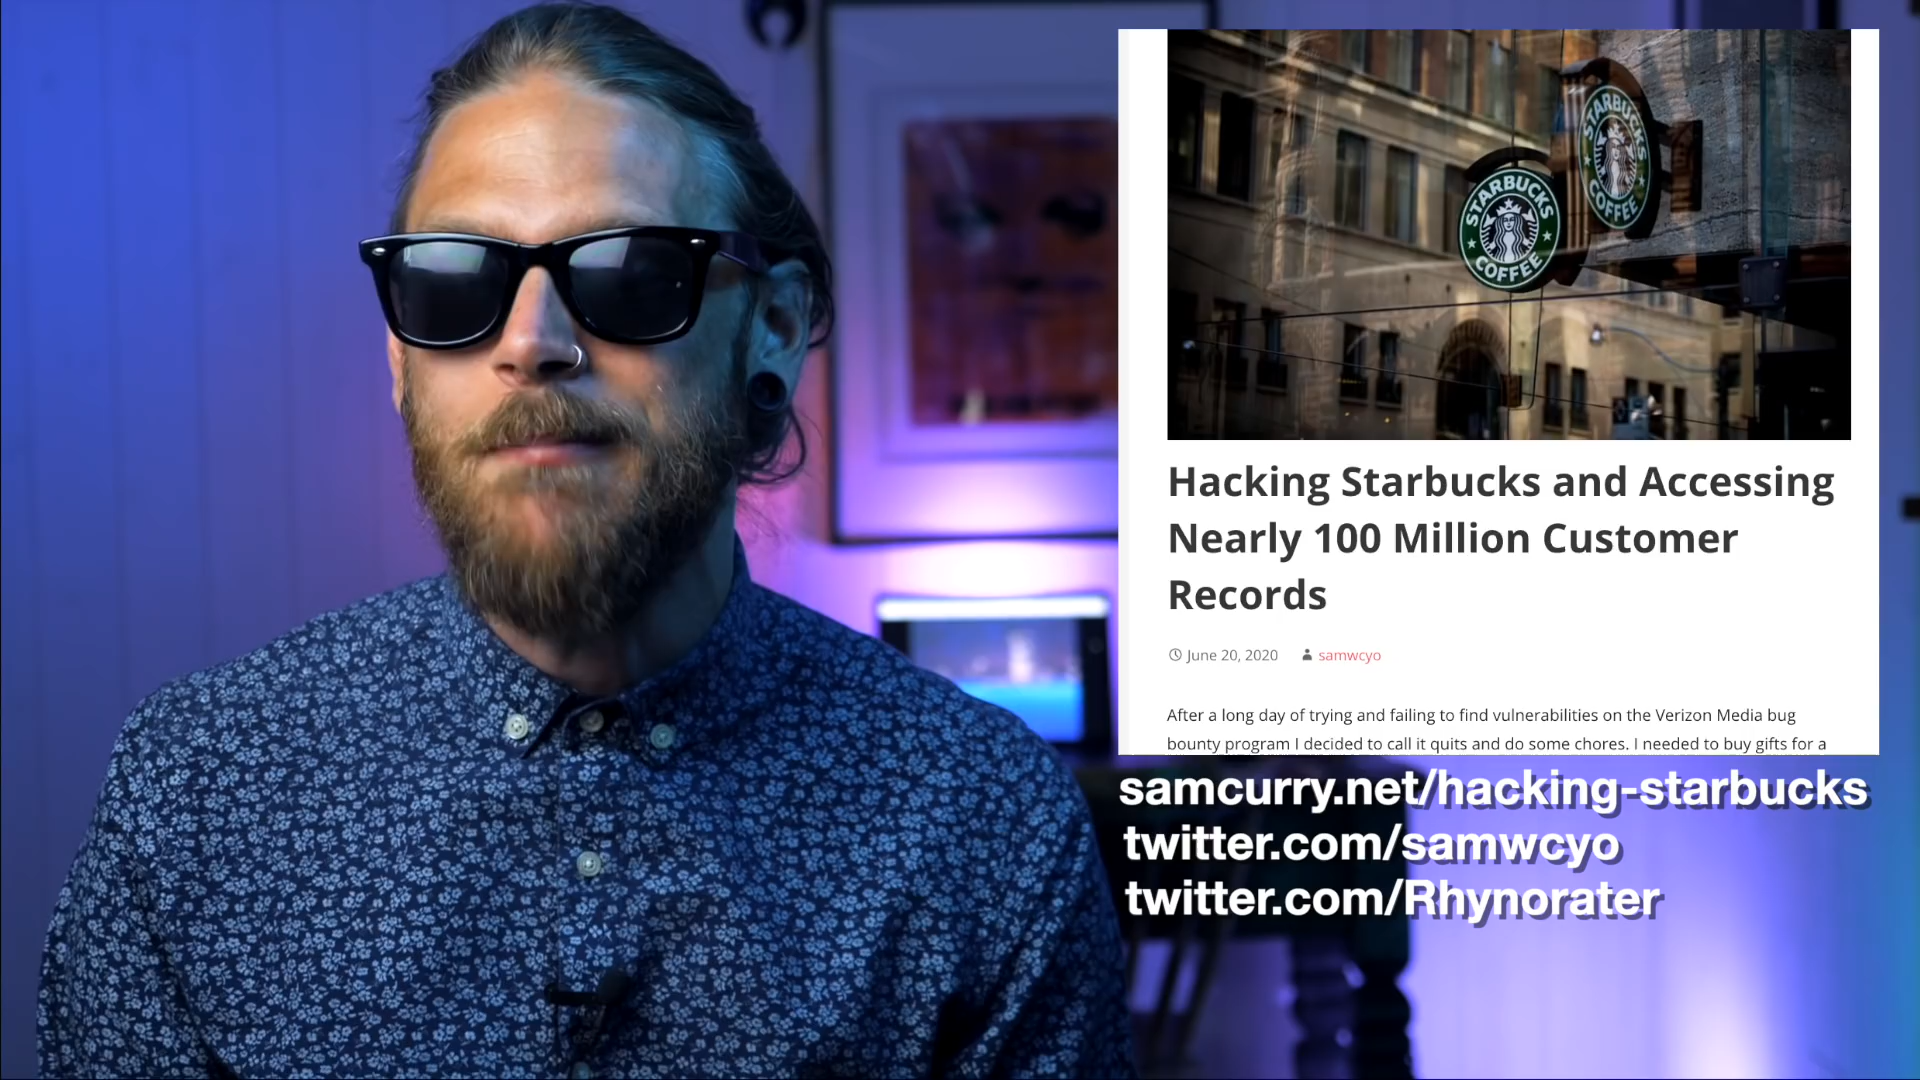 STARBUCKS
COFFEE
STARBUCKS
COFFEE
Hacking Starbucks and Accessing
Nearly 100 Million Customer
Records
June 20, 2020 samwcyo
After a long day of trying and failing to find vulnerabilities on the Verizon Media bug
bounty program I decided to call it quits and do some chores. I needed to buy gifts for a
samcurry.net/hacking-starbucks
twitter.com/samwcyo
twitter.com/Rhynorater